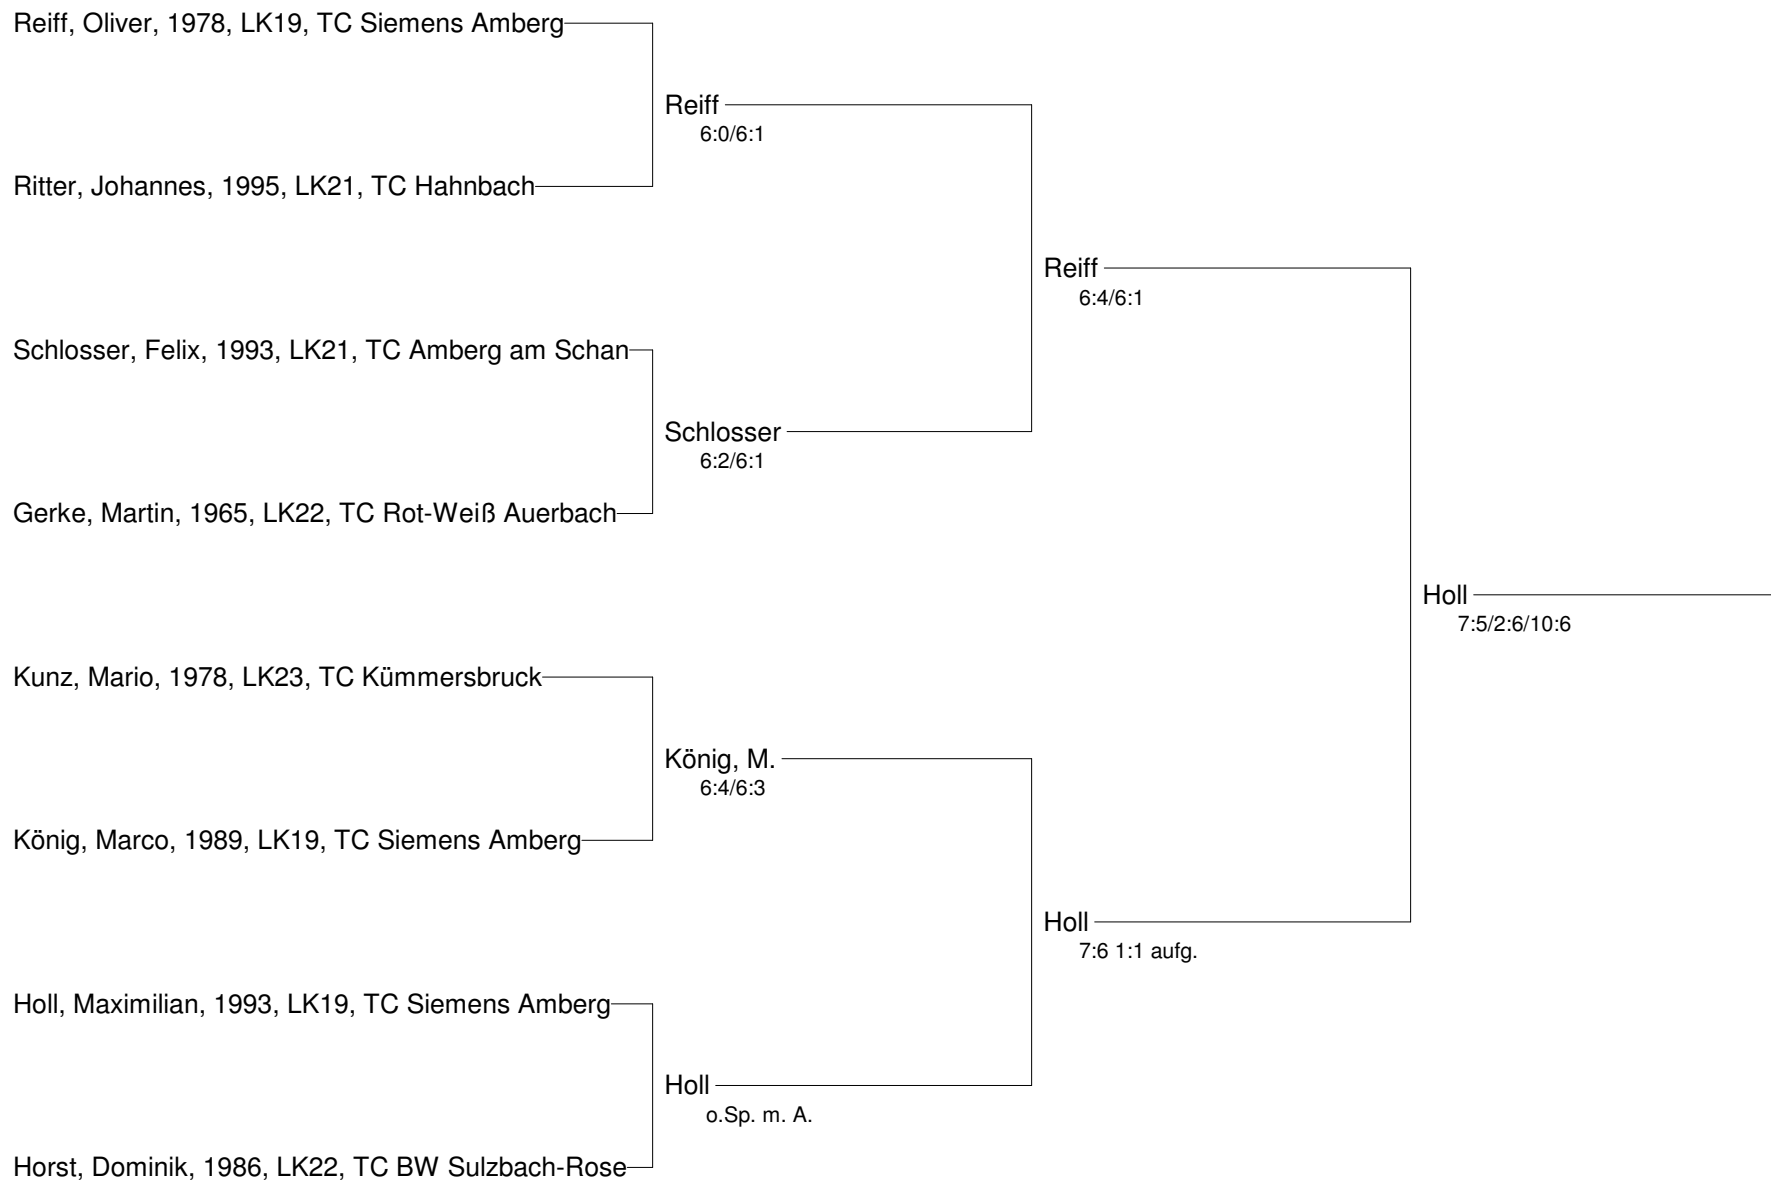 Reiff, Oliver, 1978, LK19, TC Siemens Amberg
Reiff
6:0/6:1
Ritter, Johannes, 1995, LK21, TC Hahnbach
Reiff
6:4/6:1
Schlosser, Felix, 1993, LK21, TC Amberg am Schan
Schlosser
6:2/6:1
Gerke, Martin, 1965, LK22, TC Rot-Weiß Auerbach
Holl
7:5/2:6/10:6
Kunz, Mario, 1978, LK23, TC Kümmersbruck
König, M.
6:4/6:3
König, Marco, 1989, LK19, TC Siemens Amberg
Holl
7:6 1:1 aufg.
Holl, Maximilian, 1993, LK19, TC Siemens Amberg
Holl
o.Sp. m. A.
Horst, Dominik, 1986, LK22, TC BW Sulzbach-Rose